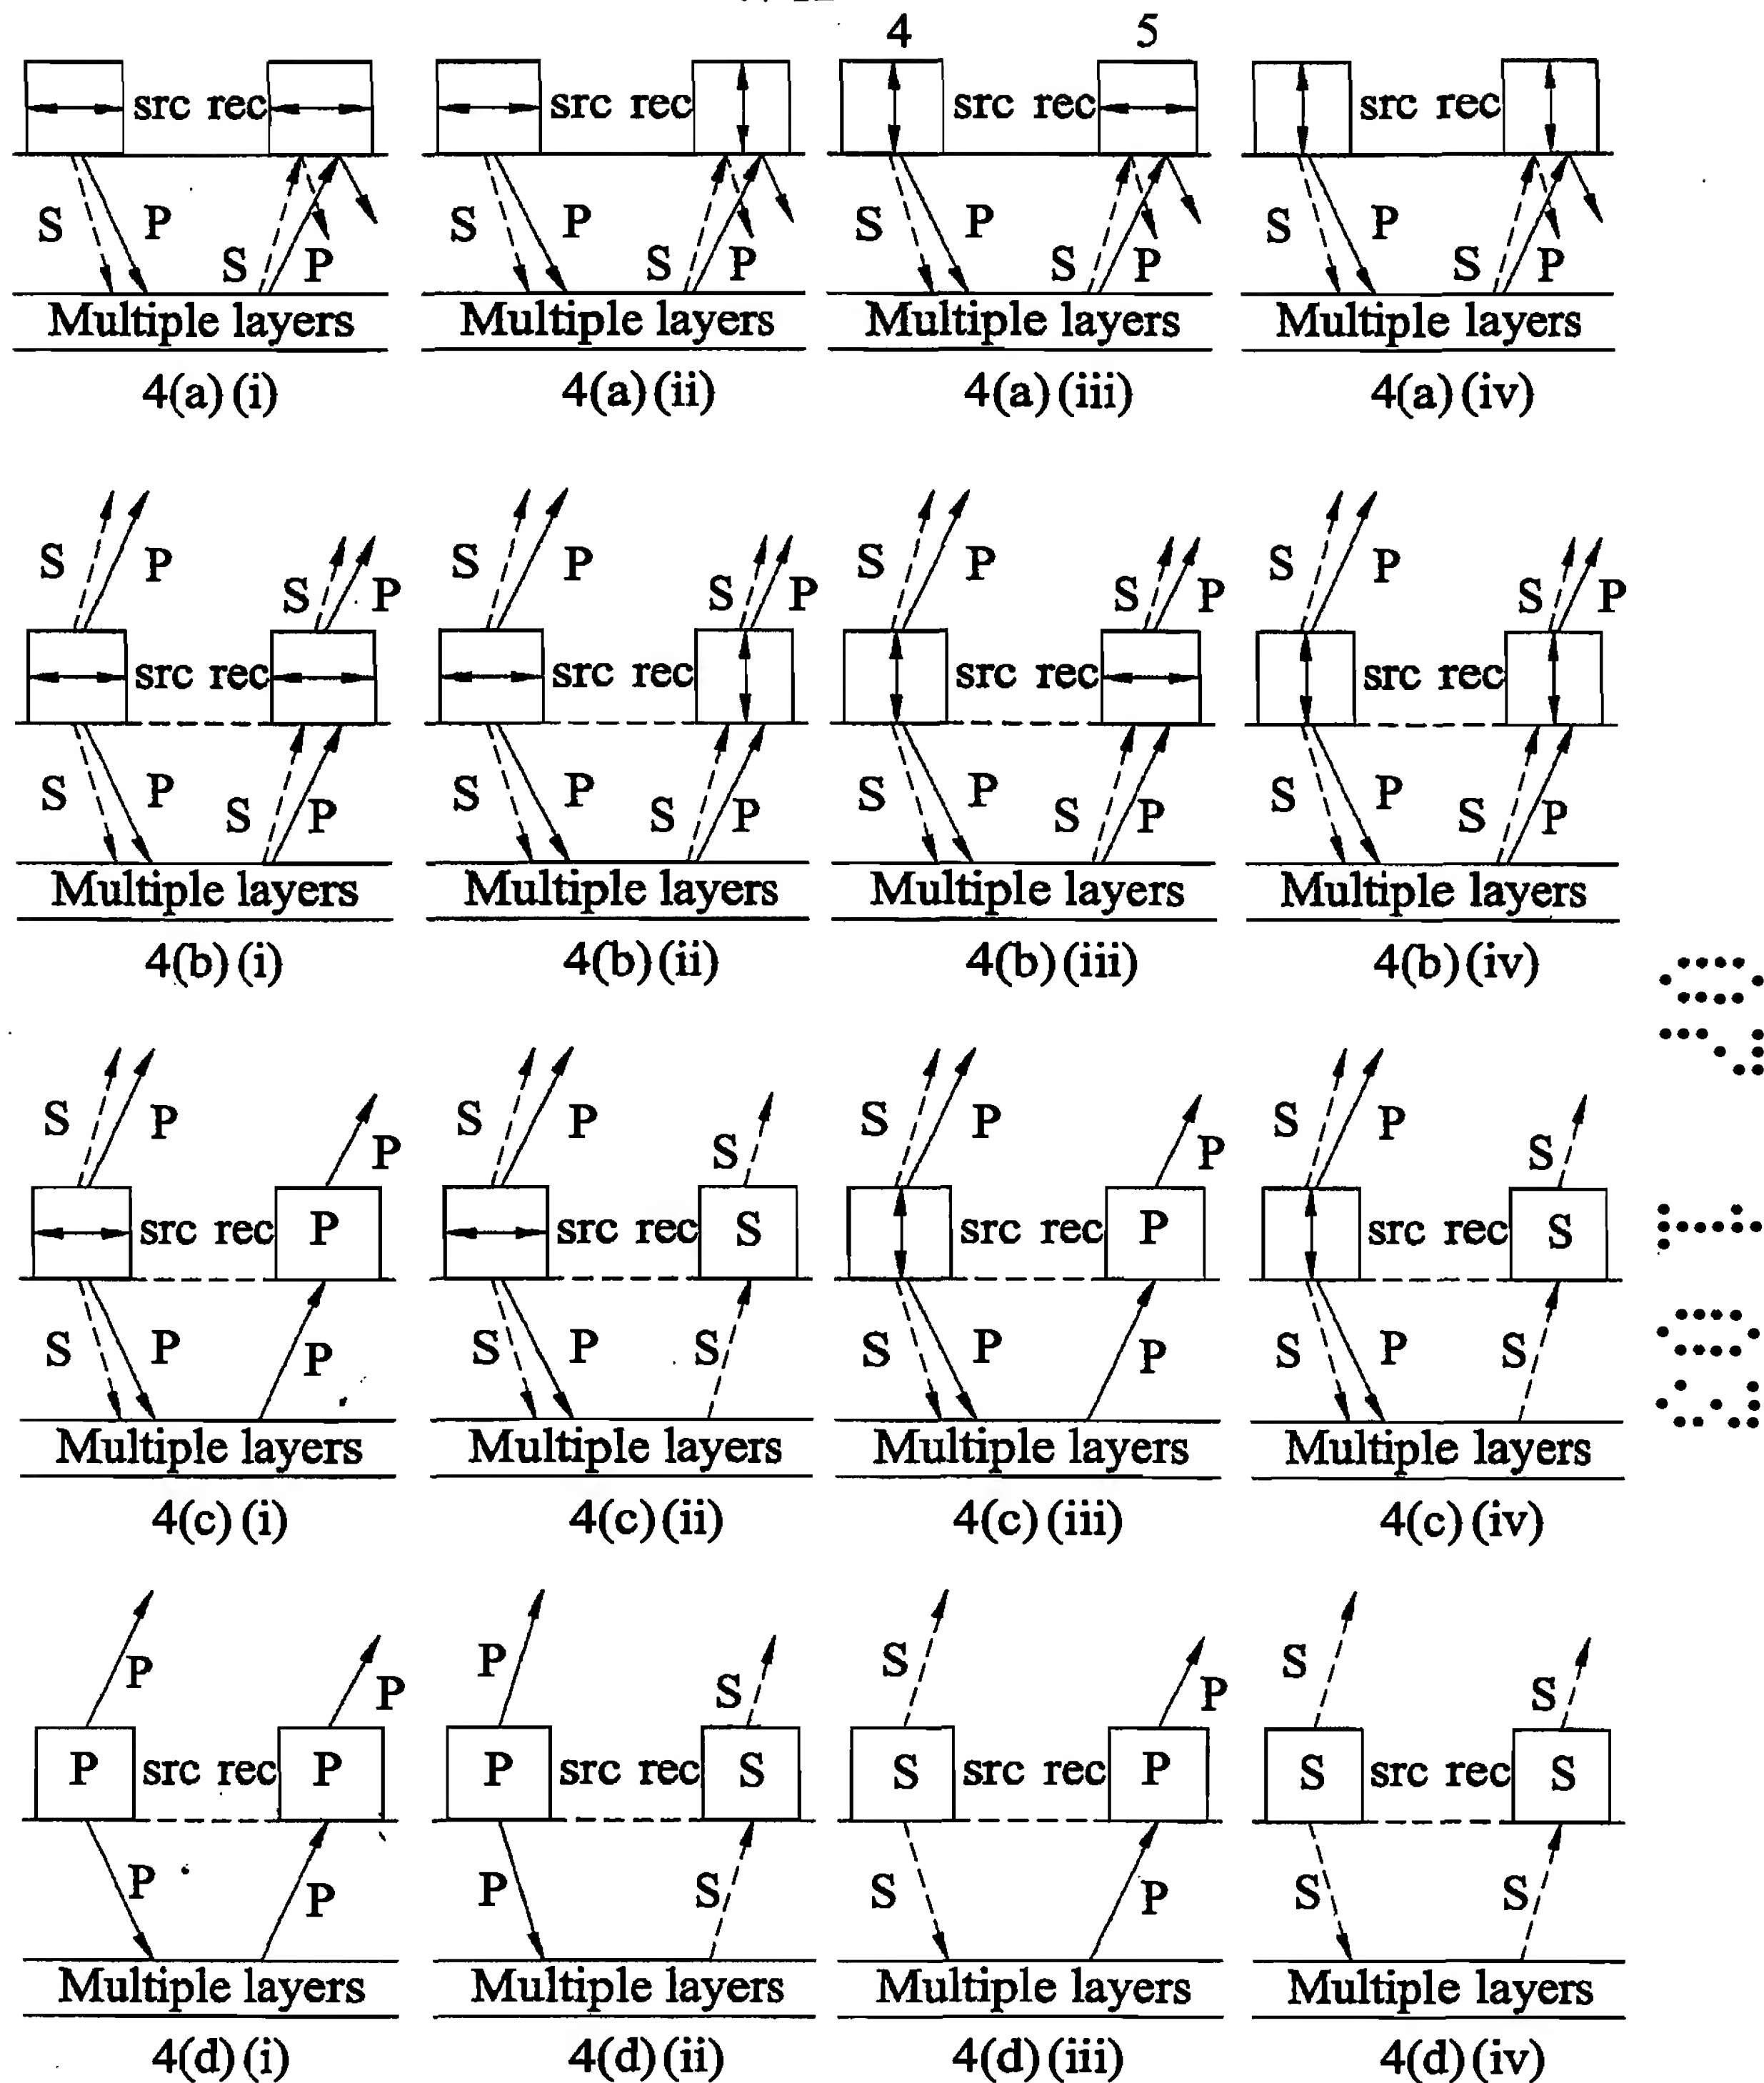 4 5
src rec src rec src rec src rec
S P S P S P S P
S P S P S P S P
Multiple layers Multiple layers Multiple layers Multiple layers
4(a) (i) 4(a) (ii) 4(a) (iii) 4(a) (iv)
S P S P S P S P
S P S P S P S P
src rec src rec src rec src rec
S P S P S P S P
S P S P S P S P
Multiple layers Multiple layers Multiple layers Multiple layers
4(b) (i) 4(b) (ii) 4(b) (iii) 4(b) (iv)
S P S P S P S P
P S P S
src rec P src rec S src rec P src rec S
S P P S P S S P P S P S
Multiple layers Multiple layers Multiple layers Multiple layers
4(c) (i) 4(c) (ii) 4(c) (iii) 4(c) (iv)
P P S S
P S P S
P src rec P P src rec S S src rec P S src rec S
P P P S S P S S
Multiple layers Multiple layers Multiple layers Multiple layers
4(d) (i) 4(d) (ii) 4(d) (iii) 4(d) (iv)